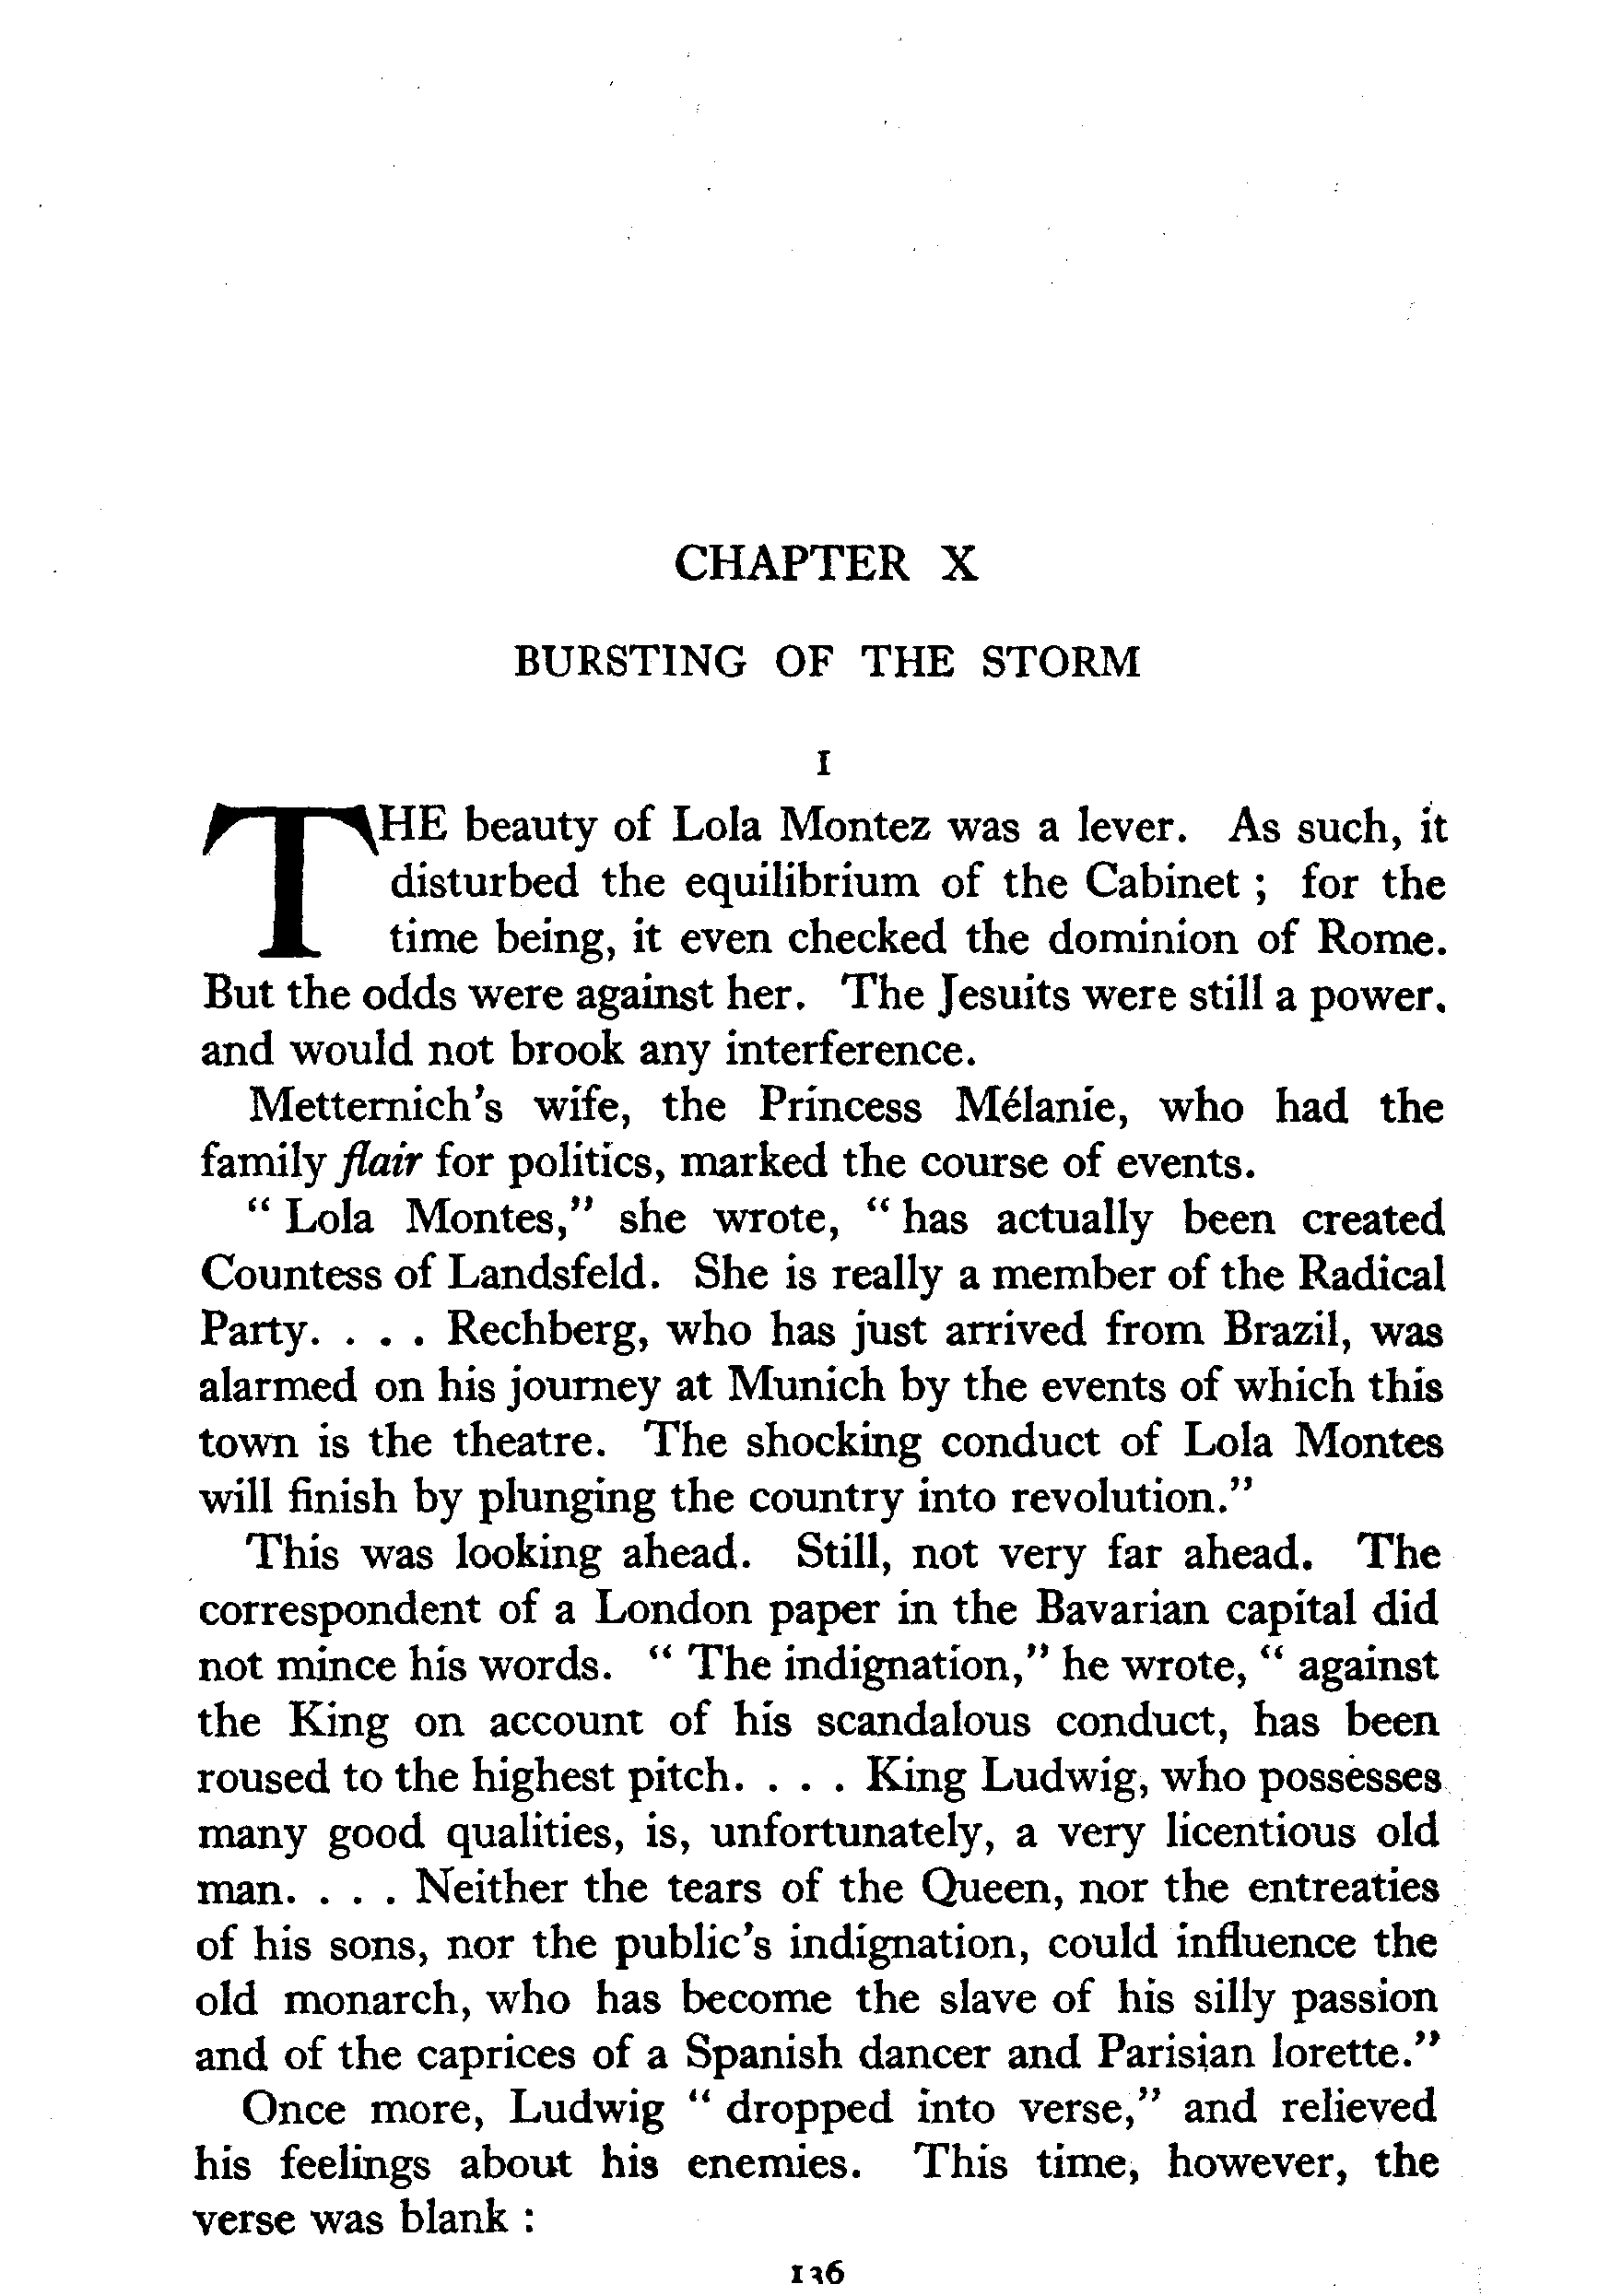 CHAPTER X
BURSTING OF THE STORM
I
THE beauty of Lola Montez was a lever. As such, it
disturbed the equilibrium of the Cabinet ; for the
time being, it even checked the dominion of Rome.
But the odds were against her. The Jesuits were still a power.
and would not brook any interference.
Metternich's wife, the Princess Mélanie, who had the
family flair for politics, marked the course of events.
“ Lola Montes,” she wrote, “ has actually been created
Countess of Landsfeld. She is really a member of the Radical
Party. . . . Rechberg, who has just arrived from Brazil, was
alarmed on his journey at Munich by the events of which this
town is the theatre. The shocking conduct of Lola Montes
will finish by plunging the country into revolution.”
This was looking ahead. Still, not very far ahead. The
correspondent of a London paper in the Bavarian capital did
not mince his words. “ The indignation,” he wrote, “ against
the King on account of his scandalous conduct, has been
roused to the highest pitch. . . . King Ludwig, who possesses
many good qualities, is, unfortunately, a very licentious old
man. . . . Neither the tears of the Queen, nor the entreaties
of his sons, nor the public's indignation, could influence the
old monarch, who has become the slave of his silly passion
and of the caprices of a Spanish dancer and Parisian lorette.”
Once more, Ludwig “ dropped into verse,” and relieved
his feelings about his enemies. This time, however, the
verse was blank :
136